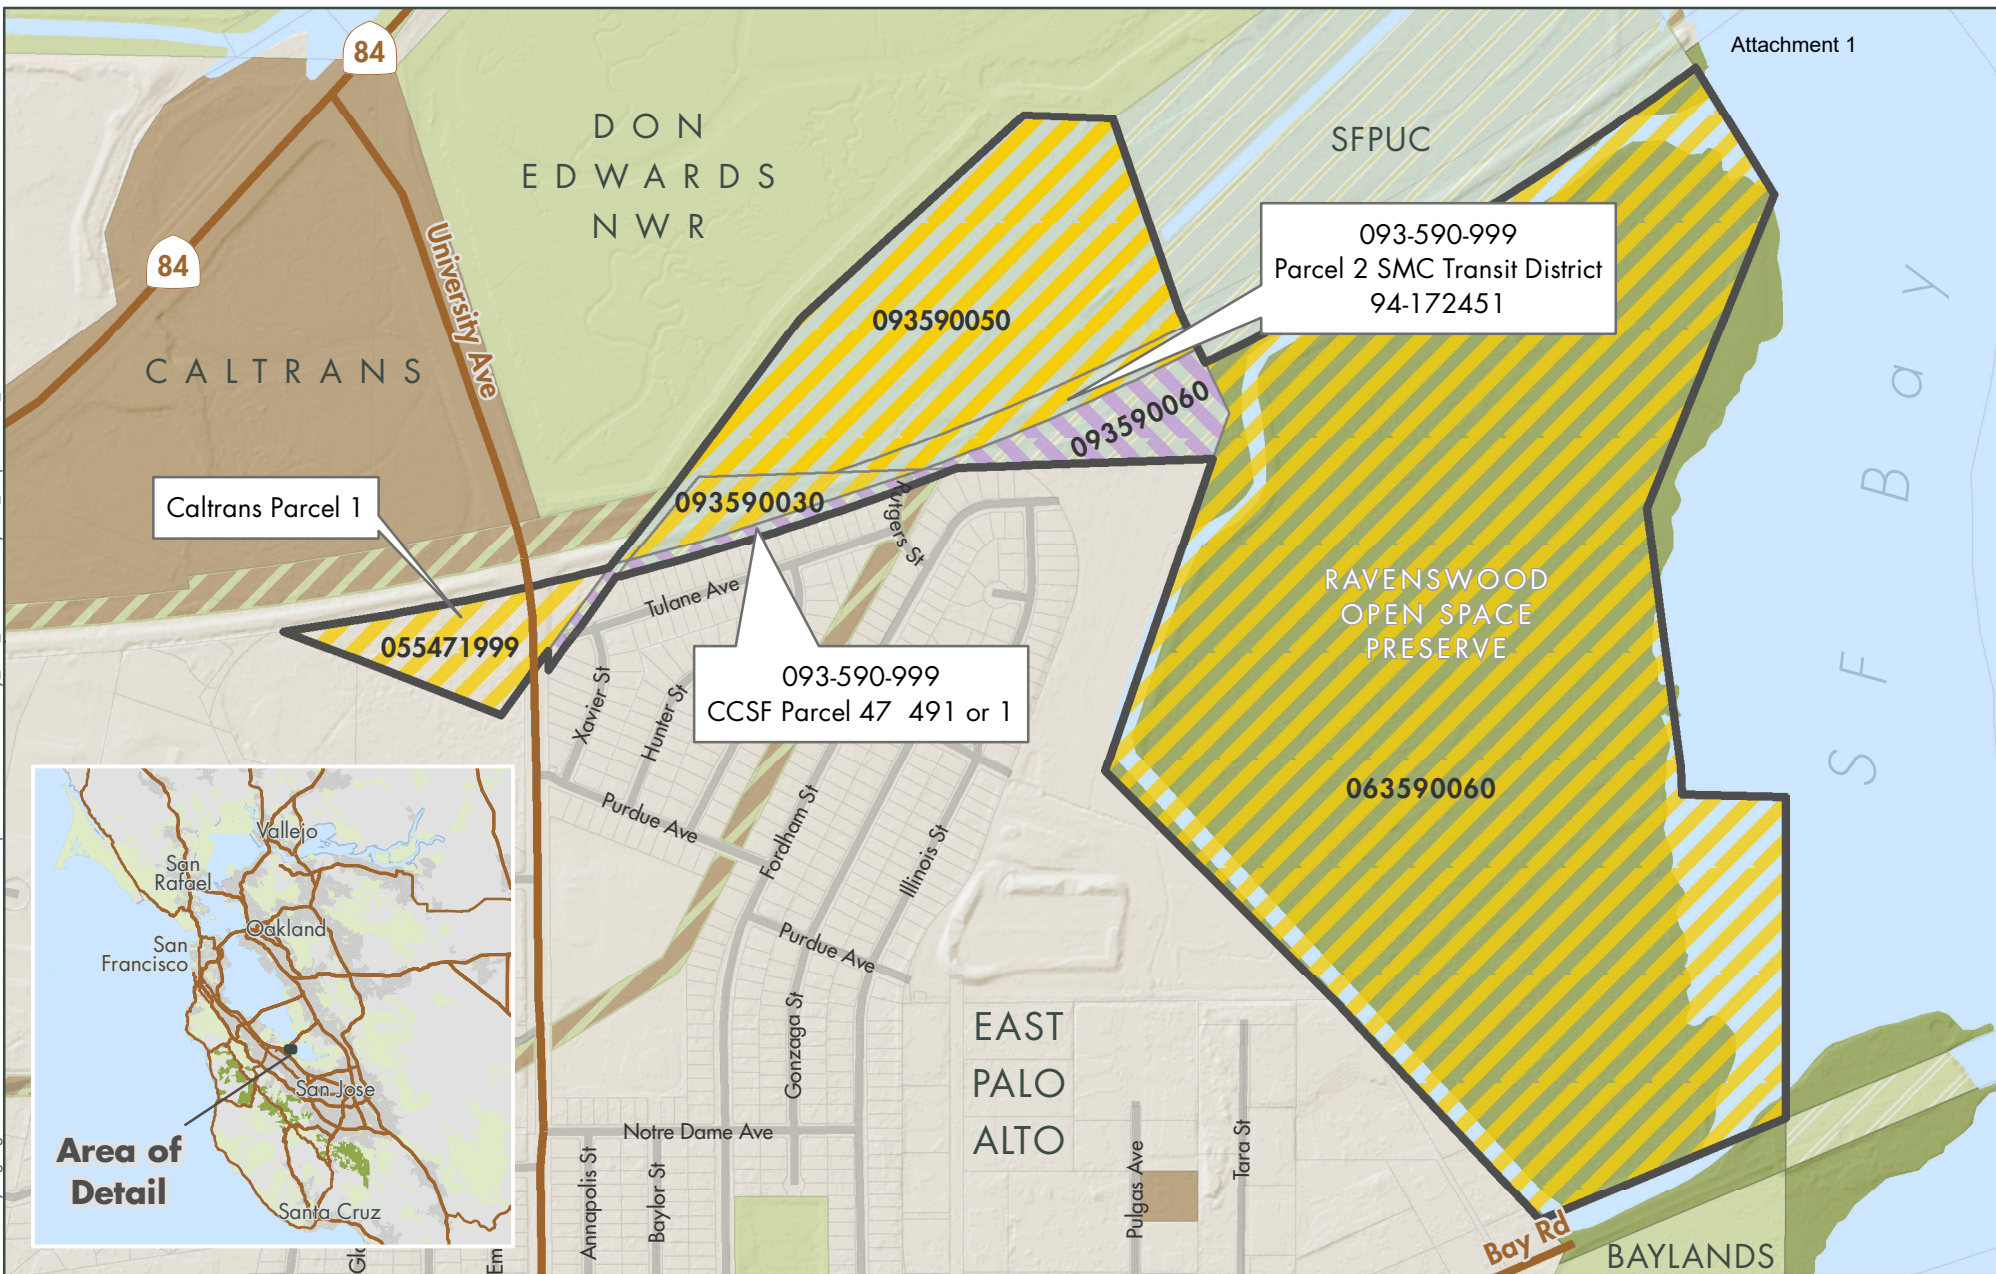 Attachment 1
84
DON
EDWARDS
NWR
SFPUC
84
University Ave
093-590-999
Parcel 2 SMC Transit District
94-172451
093590050
CALTRANS
SF Bay
093590060
Caltrans Parcel 1
093590030
Rutgers St
RAVENSWOOD
OPEN SPACE
PRESERVE
Tulane Ave
055471999
093-590-999
CCSF Parcel 47 491 or 1
Xavier St
Hunter St
063590060
Purdue Ave
Fordham St
Illinois St
Vallejo
San
Rafael
Oakland
San
Francisco
San Jose
Santa Cruz
Area of
Detail
Purdue Ave
Gonzaga St
EAST
PALO
ALTO
Notre Dame Ave
Annapolis St
Baylor St
Pulgas Ave
Tara St
Bay Rd
BAYLANDS